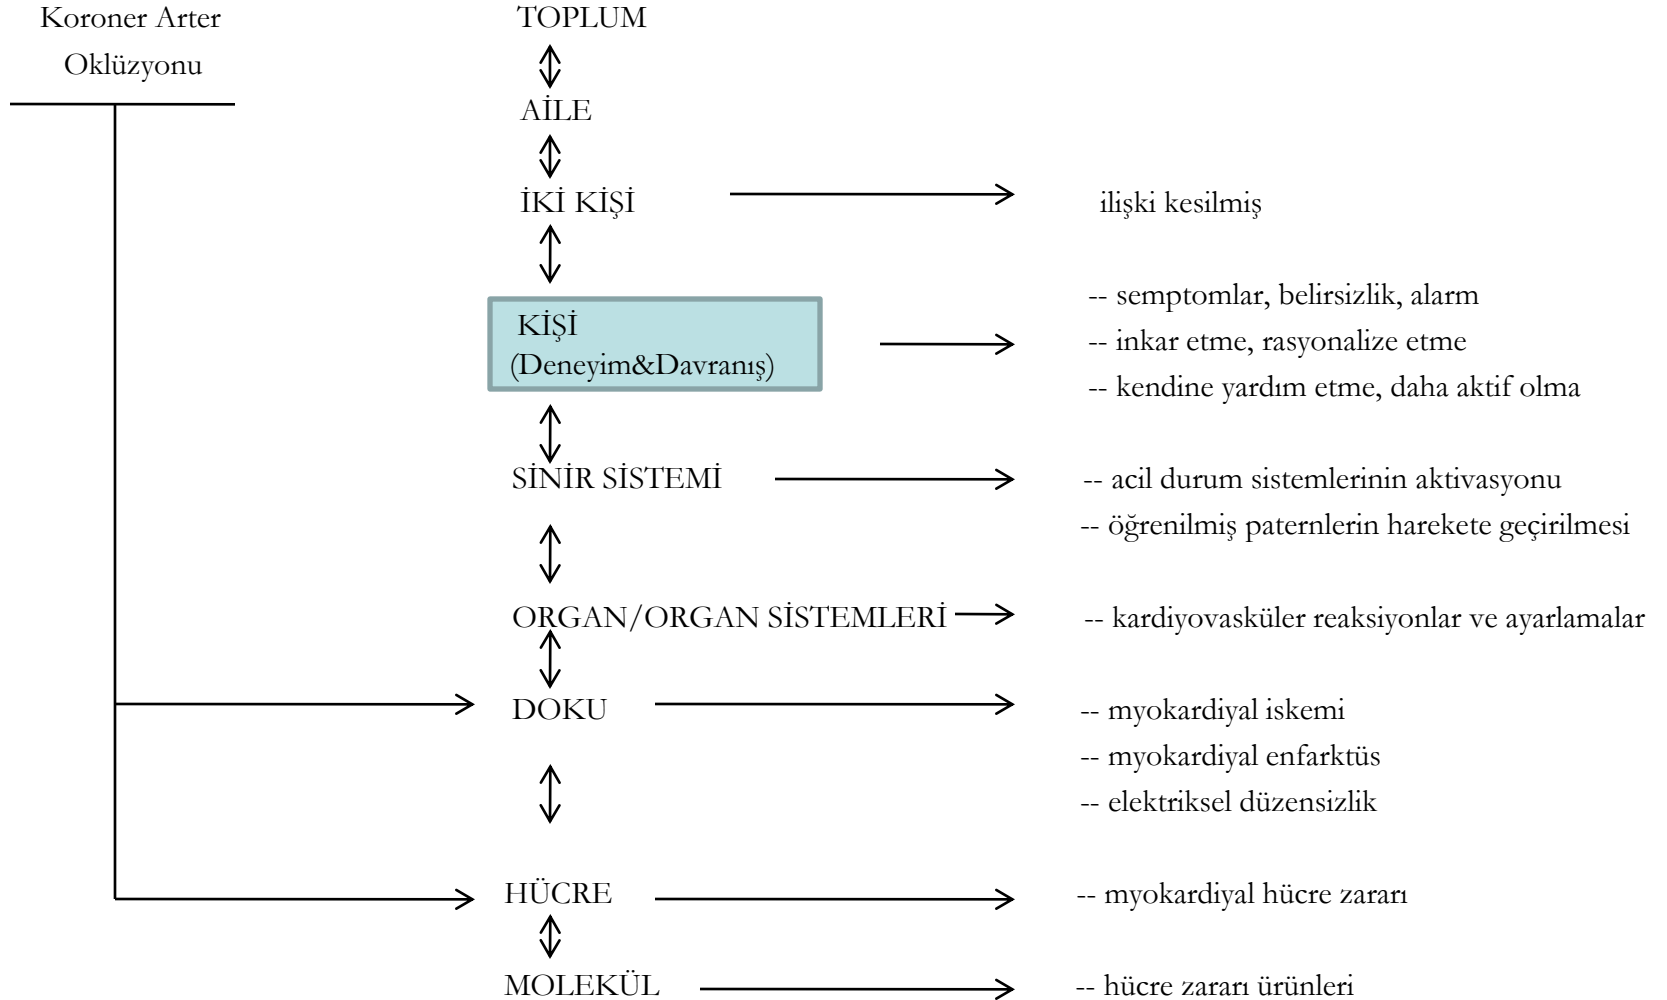 Koroner Arter
Oklüzyonu
TOPLUM
AİLE
İKİ KİŞİ
ilişki kesilmiş
KİŞİ
(Deneyim&Davranış)
-- semptomlar, belirsizlik, alarm
-- inkar etme, rasyonalize etme
-- kendine yardım etme, daha aktif olma
SİNİR SİSTEMİ
-- acil durum sistemlerinin aktivasyonu
-- öğrenilmiş paternlerin harekete geçirilmesi
ORGAN/ORGAN SİSTEMLERİ
-- kardiyovasküler reaksiyonlar ve ayarlamalar
DOKU
-- myokardiyal iskemi
-- myokardiyal enfarktüs
-- elektriksel düzensizlik
HÜCRE
-- myokardiyal hücre zararı
MOLEKÜL
-- hücre zararı ürünleri